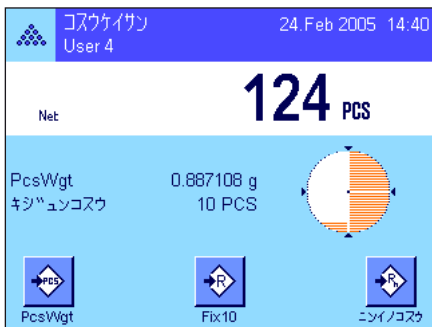 コスウケイサン 24.Feb 2005 14:40
User 4
Net 124 PCS
PcsWgt 0.887108 g
キジュンコスウ 10 PCS
PCS R Rn
PcsWgt Fix10 ニンイノコスウ